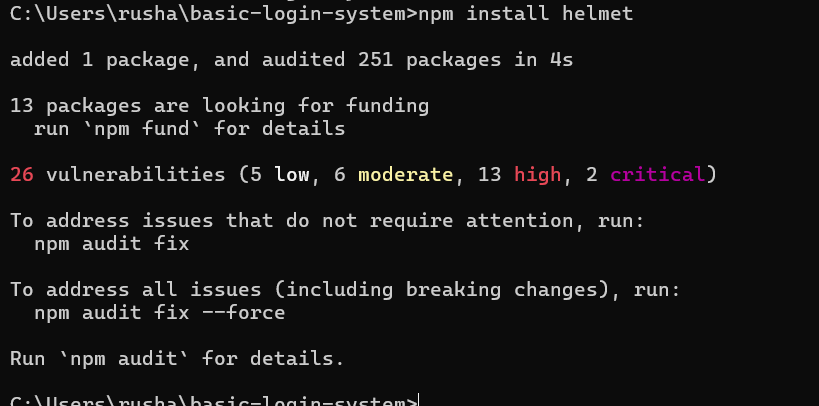 C:\Users\rusha\basic-login-system>npm install helmet
added 1 package, and audited 251 packages in 4s
13 packages are looking for funding
  run `npm fund` for details
26 vulnerabilities (5 low, 6 moderate, 13 high, 2 critical)
To address issues that do not require attention, run:
  npm audit fix
To address all issues (including breaking changes), run:
  npm audit fix --force
Run `npm audit` for details.
C:\Users\rusha\basic-login-system>